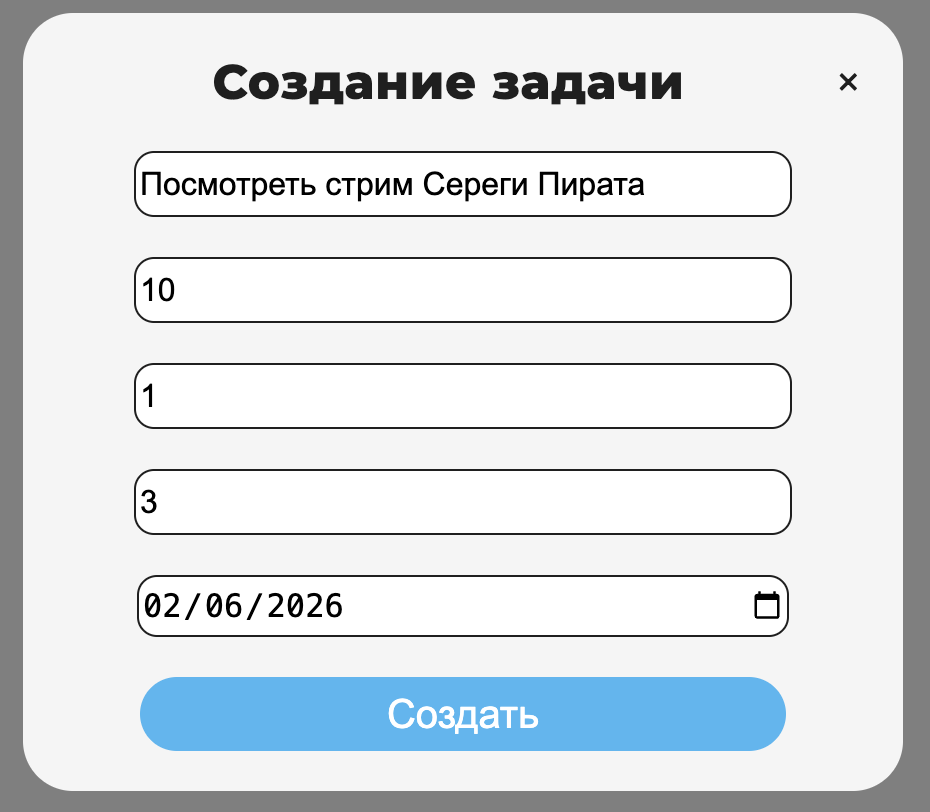 Создание задачи ×
Посмотреть стрим Сереги Пирата
10
1
3
02/06/2026
Создать